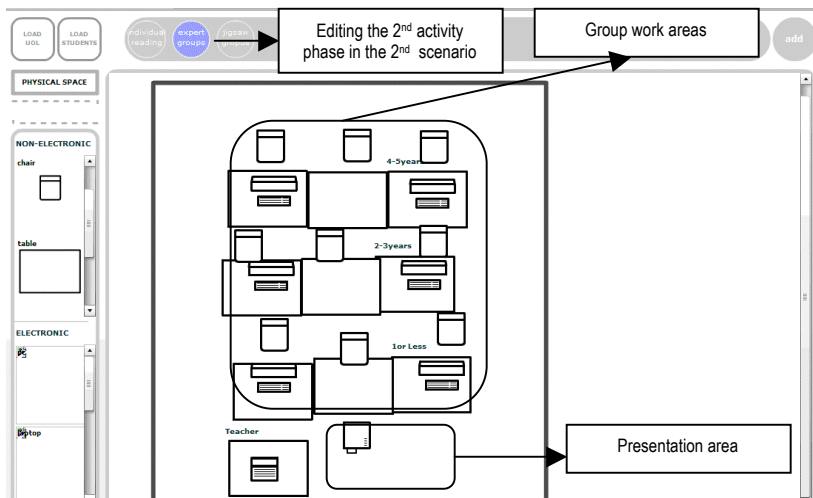 LOAD
UOL
LOAD
STUDENTS
ndividual
reading
expert
groups
jigsaw
grupus
Editing the 2nd activity
phase in the 2nd scenario
Group work areas
add
PHYSICAL SPACE
NON-ELECTRONIC
chair
table
ELECTRONIC
4-5years
2-3years
1or Less
Teacher
Presentation area